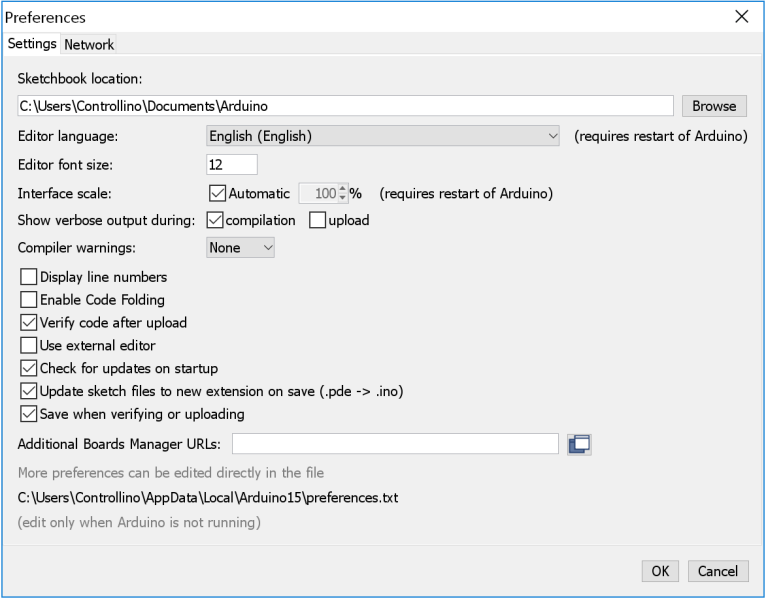 Preferences
Settings Network
Sketchbook location:
C:\Users\Controllino\Documents\Arduino Browse
Editor language: English (English) (requires restart of Arduino)
Editor font size: 12
Interface scale: Automatic 100 % (requires restart of Arduino)
Show verbose output during: compilation upload
Compiler warnings: None
Display line numbers
Enable Code Folding
Verify code after upload
Use external editor
Check for updates on startup
Update sketch files to new extension on save (.pde -> .ino)
Save when verifying or uploading
Additional Boards Manager URLs:
More preferences can be edited directly in the file
C:\Users\Controllino\AppData\Local\Arduino15\preferences.txt
(edit only when Arduino is not running)
OK Cancel